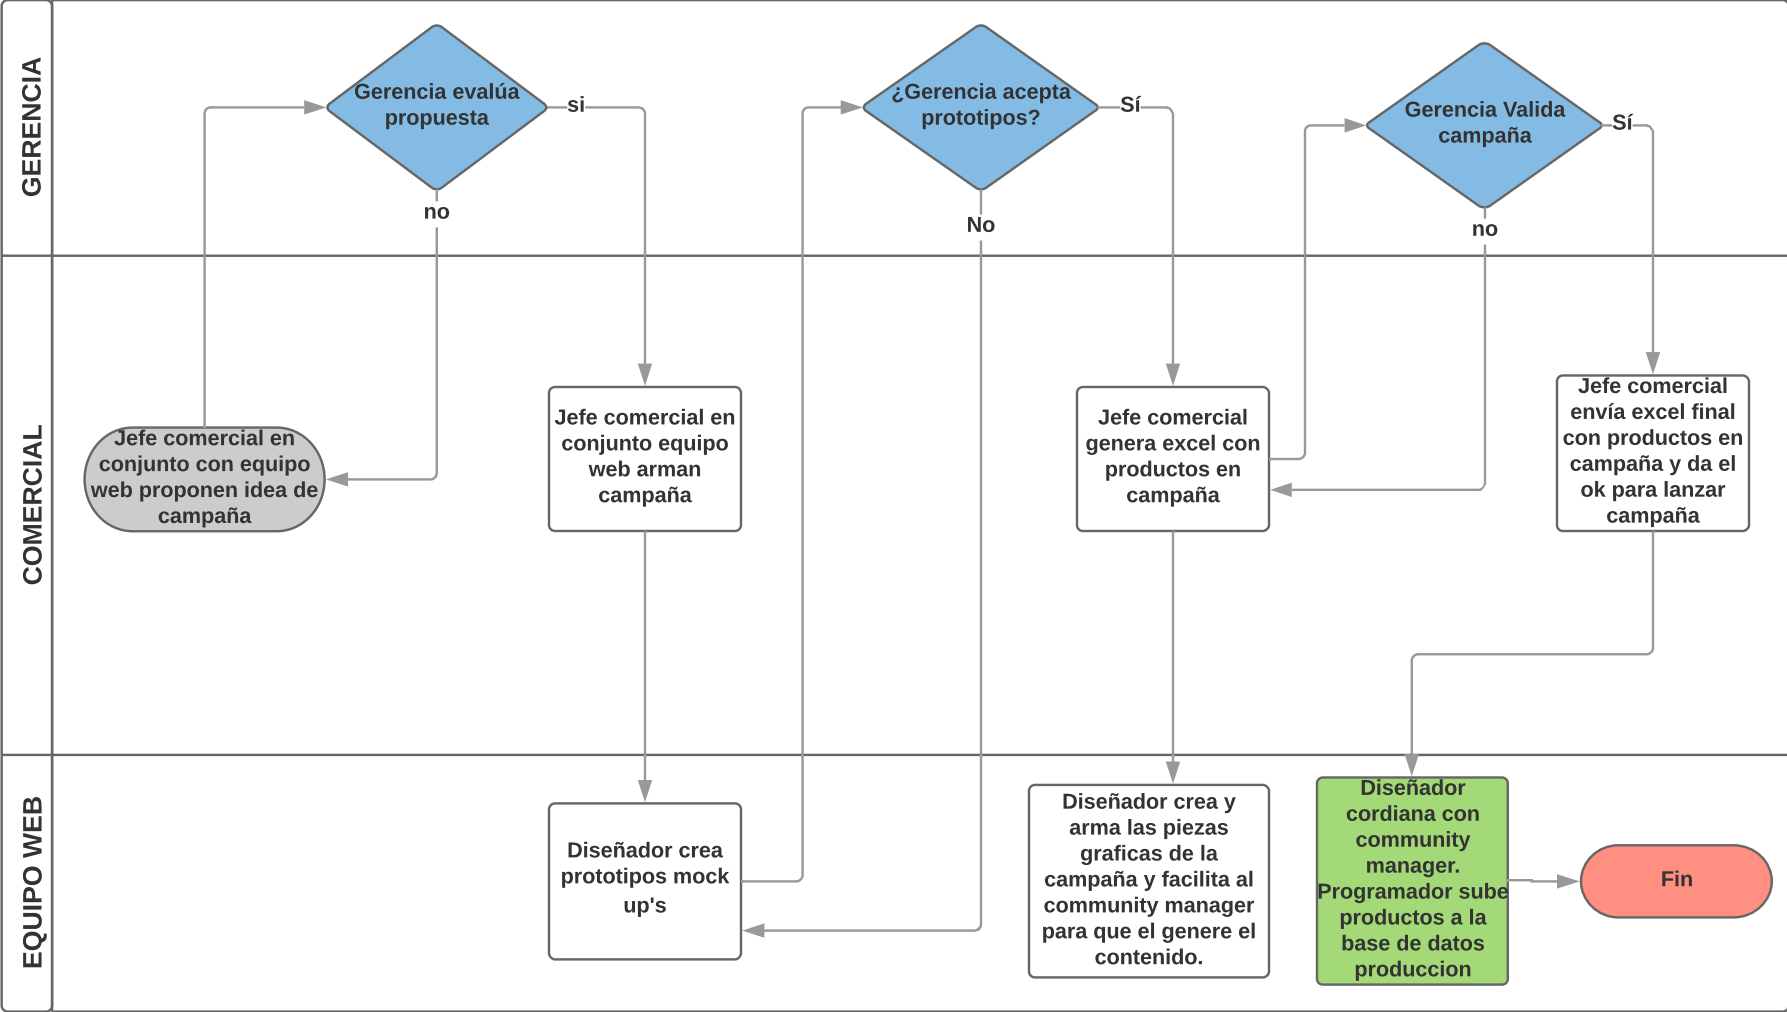 GERENCIA
Gerencia evalúa
propuesta
si
no
¿Gerencia acepta
prototipos?
Sí
No
Gerencia Valida
campaña
Sí
no
COMERCIAL
Jefe comercial en
conjunto con equipo
web proponen idea de
campaña
Jefe comercial en
conjunto equipo
web arman
campaña
Jefe comercial
genera excel con
productos en
campaña
Jefe comercial
envía excel final
con productos en
campaña y da el
ok para lanzar
campaña
EQUIPO WEB
Diseñador crea
prototipos mock
up's
Diseñador crea y
arma las piezas
graficas de la
campaña y facilita al
community manager
para que el genere el
contenido.
Diseñador
cordiana con
community
manager.
Programador sube
productos a la
base de datos
produccion
Fin